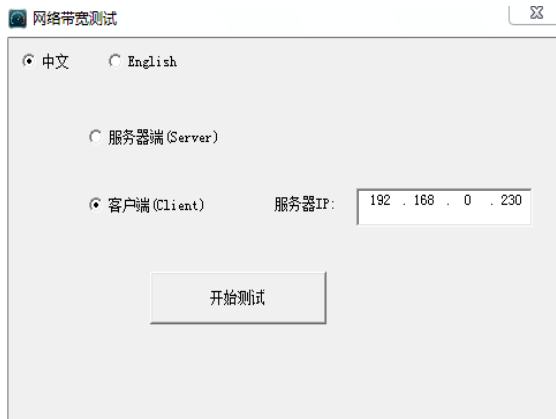 网络带宽测试
中文 English
服务器端(Server)
客户端(Client) 服务器IP: 192 . 168 . 0 . 230
开始测试